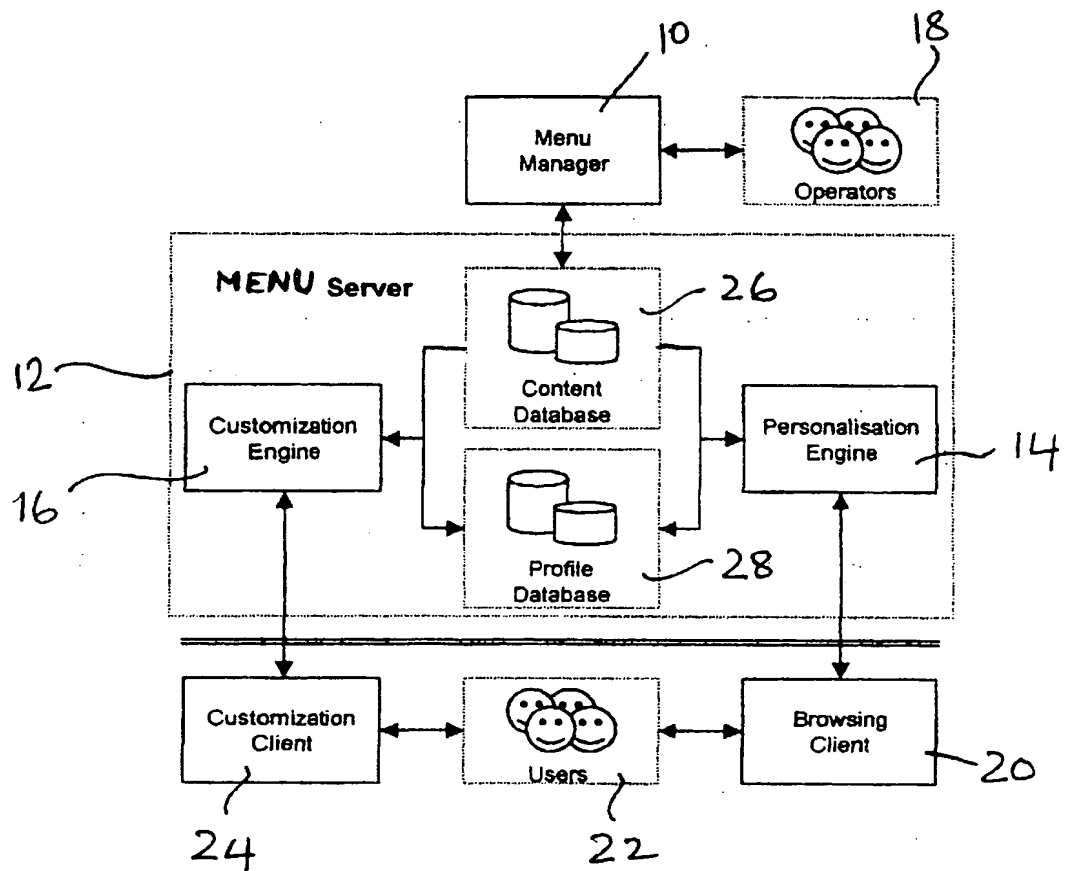 10
18
Menu
Manager
Operators
MENU Server
26
12
Content
Database
Customization
Engine
Personalisation
Engine
14
16
Profile
Database
28
Customization
Client
Users
Browsing
Client
20
24
22